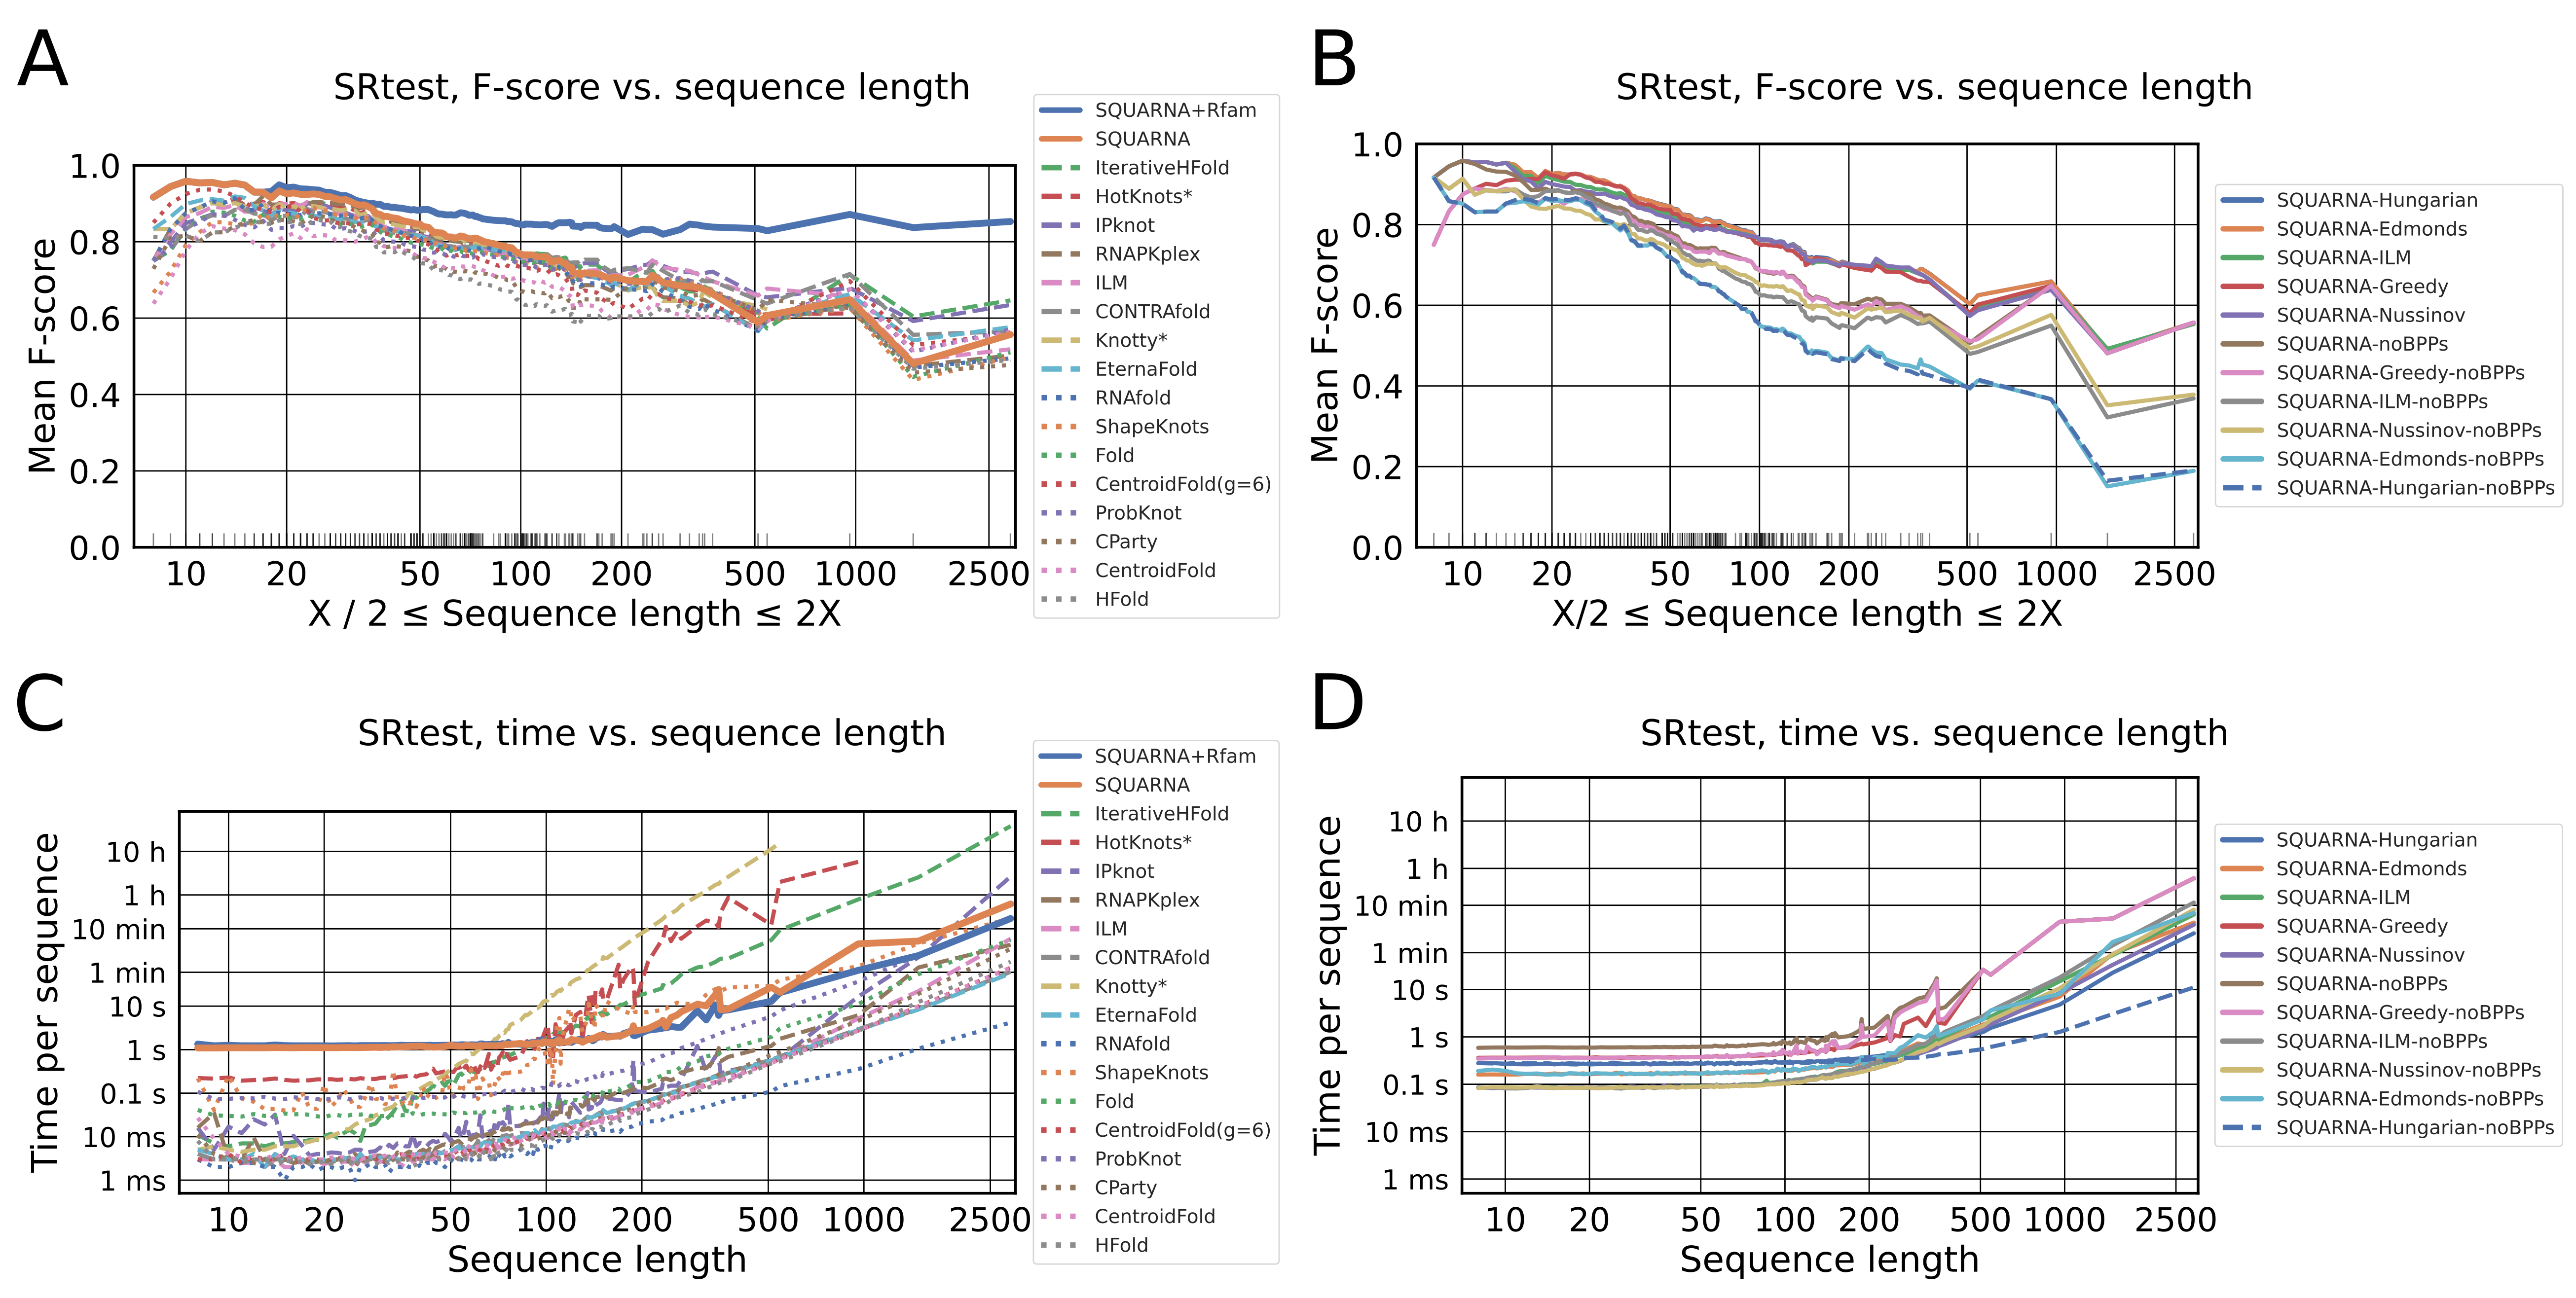 A
SRtest, F-score vs. sequence length
Mean F-score
1.0
0.8
0.6
0.4
0.2
0.0
10 20 50 100 200 500 1000 2500
X / 2 ≤ Sequence length ≤ 2X
SQUARNA+Rfam
SQUARNA
IterativeHFold
HotKnots*
IPknot
RNAPKplex
ILM
CONTRAfold
Knotty*
EternaFold
RNAfold
ShapeKnots
Fold
CentroidFold(g=6)
ProbKnot
CParty
CentroidFold
HFold
B
SRtest, F-score vs. sequence length
Mean F-score
1.0
0.8
0.6
0.4
0.2
0.0
10 20 50 100 200 500 1000 2500
X/2 ≤ Sequence length ≤ 2X
SQUARNA-Hungarian
SQUARNA-Edmonds
SQUARNA-ILM
SQUARNA-Greedy
SQUARNA-Nussinov
SQUARNA-noBPPs
SQUARNA-Greedy-noBPPs
SQUARNA-ILM-noBPPs
SQUARNA-Nussinov-noBPPs
SQUARNA-Edmonds-noBPPs
SQUARNA-Hungarian-noBPPs
C
SRtest, time vs. sequence length
Time per sequence
10 h
1 h
10 min
1 min
10 s
1 s
0.1 s
10 ms
1 ms
10 20 50 100 200 500 1000 2500
Sequence length
SQUARNA+Rfam
SQUARNA
IterativeHFold
HotKnots*
IPknot
RNAPKplex
ILM
CONTRAfold
Knotty*
EternaFold
RNAfold
ShapeKnots
Fold
CentroidFold(g=6)
ProbKnot
CParty
CentroidFold
HFold
D
SRtest, time vs. sequence length
Time per sequence
10 h
1 h
10 min
1 min
10 s
1 s
0.1 s
10 ms
1 ms
10 20 50 100 200 500 1000 2500
Sequence length
SQUARNA-Hungarian
SQUARNA-Edmonds
SQUARNA-ILM
SQUARNA-Greedy
SQUARNA-Nussinov
SQUARNA-noBPPs
SQUARNA-Greedy-noBPPs
SQUARNA-ILM-noBPPs
SQUARNA-Nussinov-noBPPs
SQUARNA-Edmonds-noBPPs
SQUARNA-Hungarian-noBPPs